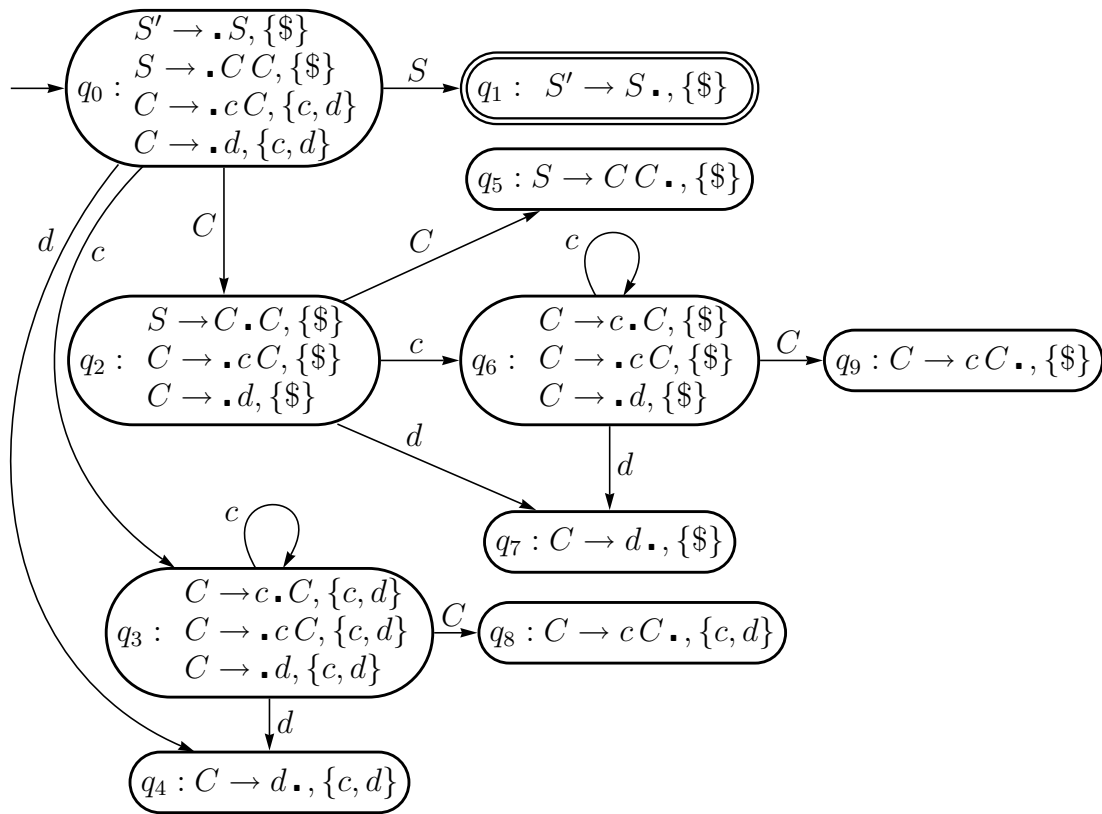 S′ → ▪ S, {$}
q₀ : S → ▪ C C, {$}
C → ▪ c C, {c, d}
C → ▪ d, {c, d}
S
q₁ : S′ → S ▪ , {$}
q₅ : S → C C ▪ , {$}
d
c
C
C
c
q₂ : S → C ▪ C, {$}
C → ▪ c C, {$}
C → ▪ d, {$}
c
q₆ : C → c ▪ C, {$}
C → ▪ c C, {$}
C → ▪ d, {$}
C
q₉ : C → c C ▪ , {$}
d
d
q₇ : C → d ▪ , {$}
c
q₃ : C → c ▪ C, {c, d}
C → ▪ c C, {c, d}
C → ▪ d, {c, d}
C
q₈ : C → c C ▪ , {c, d}
d
q₄ : C → d ▪ , {c, d}